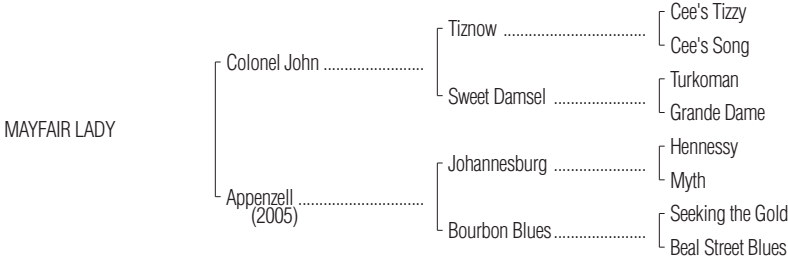 Cee's Tizzy
Tiznow ................................
Cee's Song
Colonel John .......................
Turkoman
Sweet Damsel .....................
Grande Dame
MAYFAIR LADY
Hennessy
Johannesburg .....................
Myth
Appenzell .............................
(2005)
Seeking the Gold
Bourbon Blues.....................
Beal Street Blues